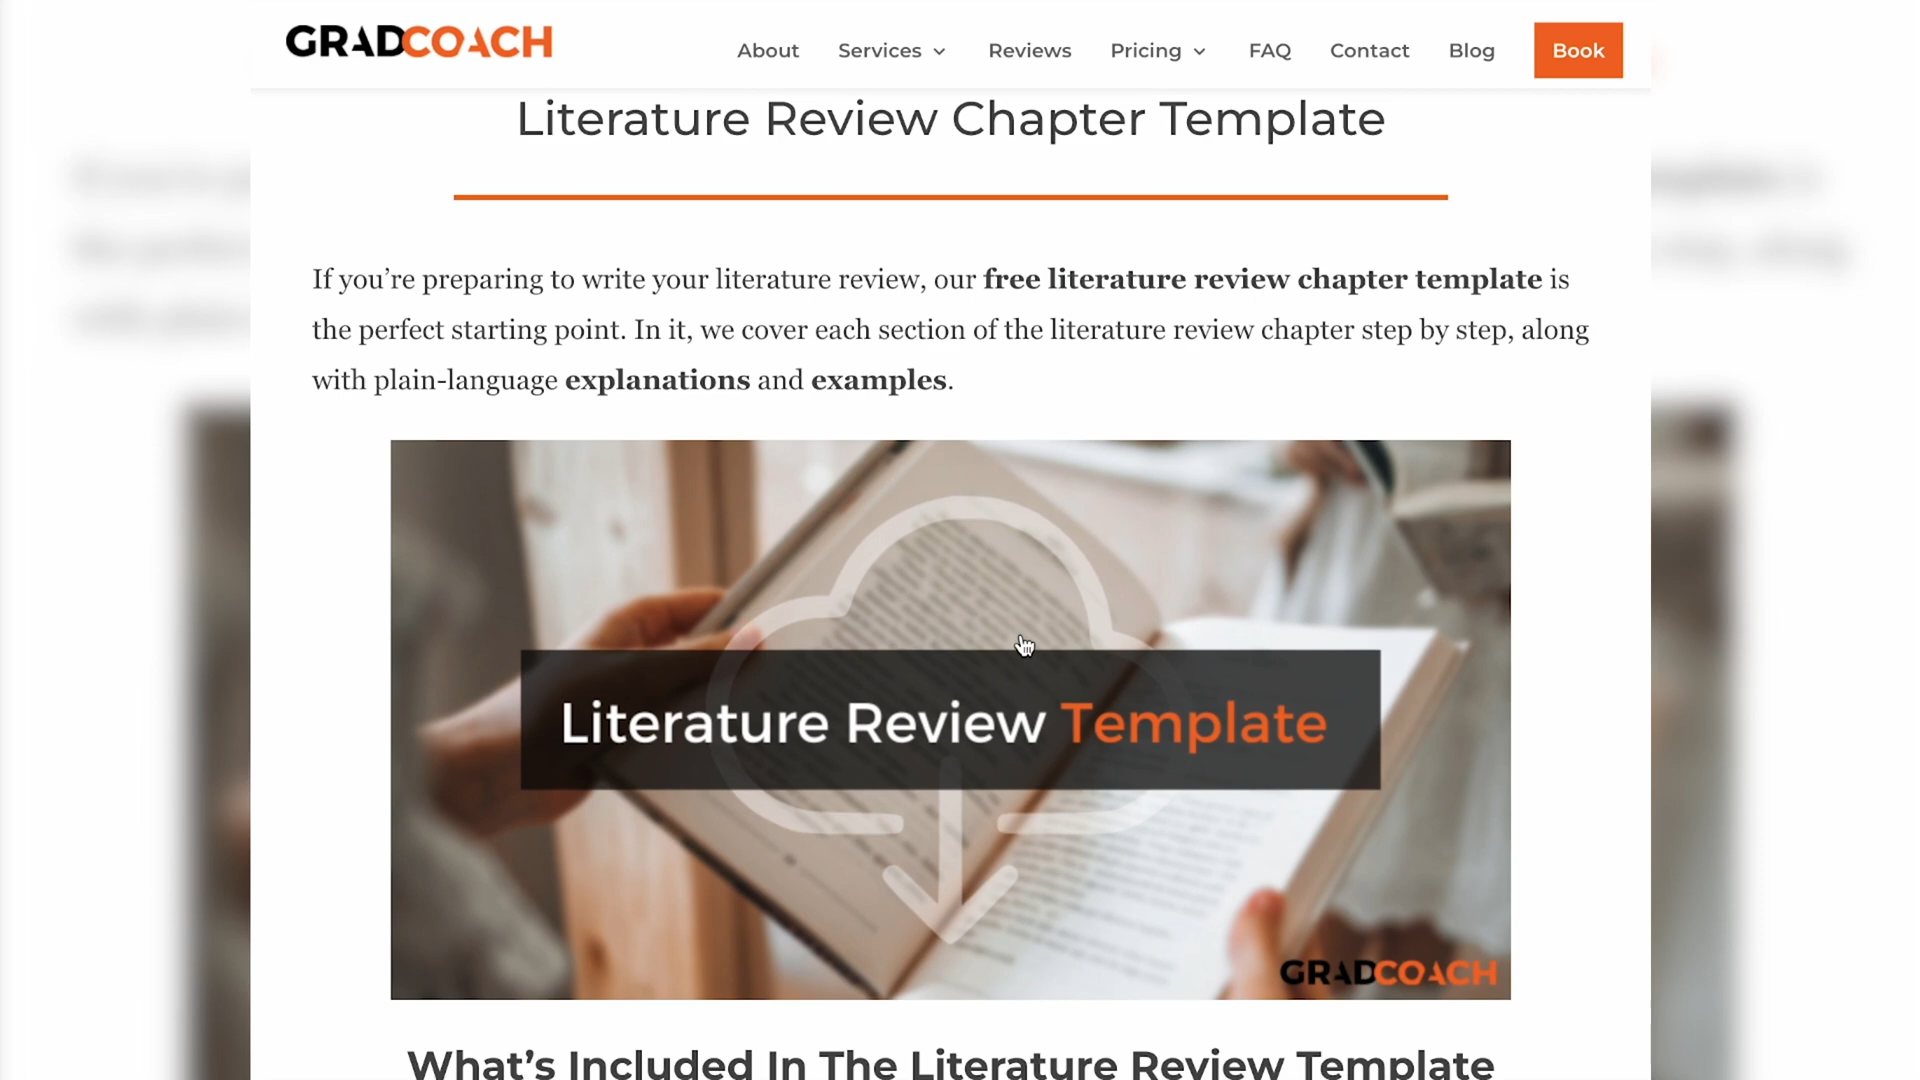 GRADCOACH
About Services Reviews Pricing FAQ Contact Blog Book
Literature Review Chapter Template
If you’re preparing to write your literature review, our free literature review chapter template is
the perfect starting point. In it, we cover each section of the literature review chapter step by step, along
with plain-language explanations and examples.
Literature Review Template
GRADCOACH
What’s Included In The Literature Review Template